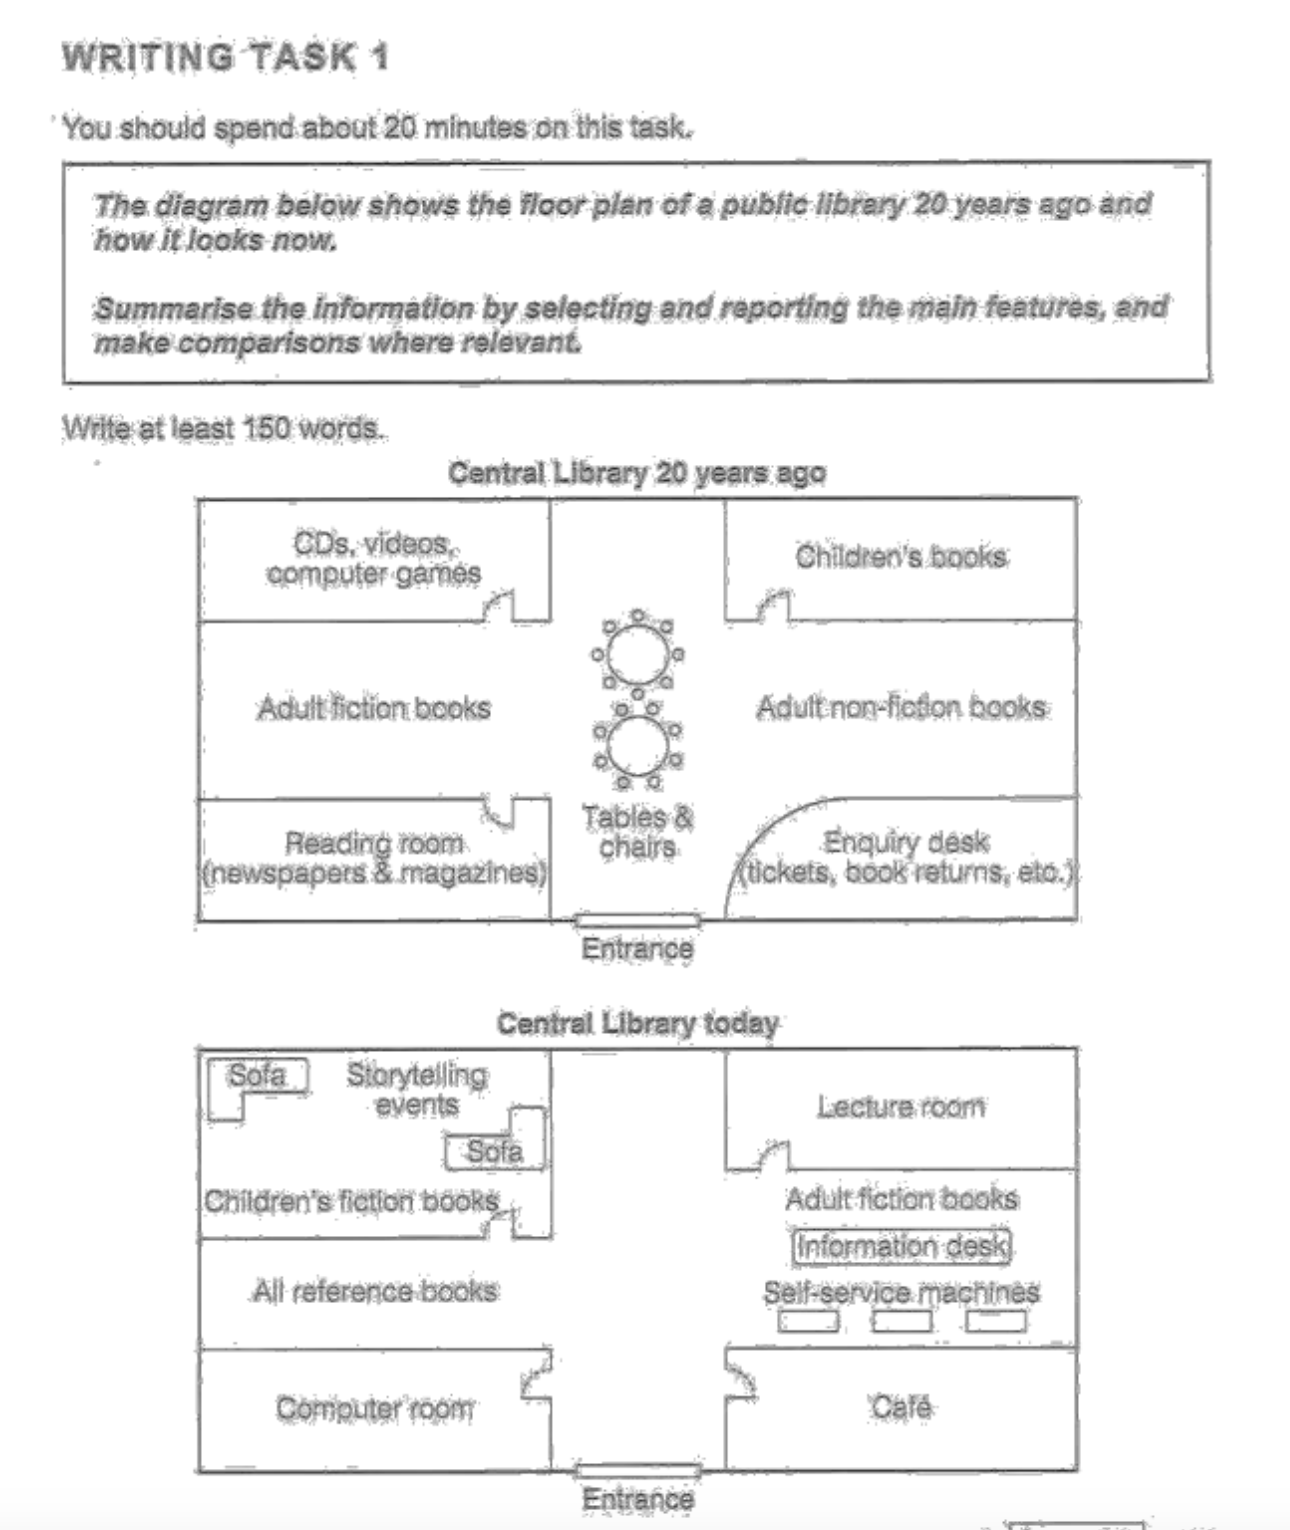 WRITING TASK 1
You should spend about 20 minutes on this task.
The diagram below shows the floor plan of a public library 20 years ago and
how it looks now.
Summarise the information by selecting and reporting the main features, and
make comparisons where relevant.
Write at least 150 words.
Central Library 20 years ago
CDs, videos,
computer games
Children's books
Adult fiction books
Adult non-fiction books
Tables &
chairs
Reading room
(newspapers & magazines)
Enquiry desk
(tickets, book returns, etc.)
Entrance
Central Library today
Sofa
Storytelling
events
Sofa
Children's fiction books
Lecture room
Adult fiction books
Information desk
Self-service machines
All reference books
Computer room
Café
Entrance